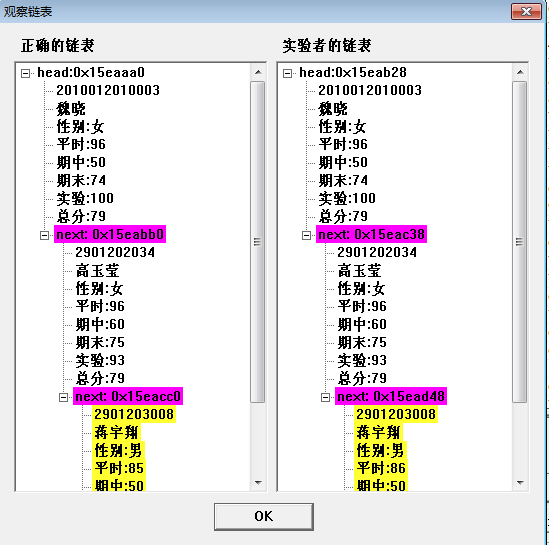 观察链表
正确的链表
head:0x15eaaa0
2010012010003
魏晓
性别:女
平时:96
期中:50
期末:74
实验:100
总分:79
next: 0x15eabb0
2901202034
高玉莹
性别:女
平时:96
期中:60
期末:75
实验:93
总分:79
next: 0x15eacc0
2901203008
蒋宇翔
性别:男
平时:85
期中:50
实验者的链表
head:0x15eab28
2010012010003
魏晓
性别:女
平时:96
期中:50
期末:74
实验:100
总分:79
next: 0x15eac38
2901202034
高玉莹
性别:女
平时:96
期中:60
期末:75
实验:93
总分:79
next: 0x15ead48
2901203008
蒋宇翔
性别:男
平时:86
期中:50
OK